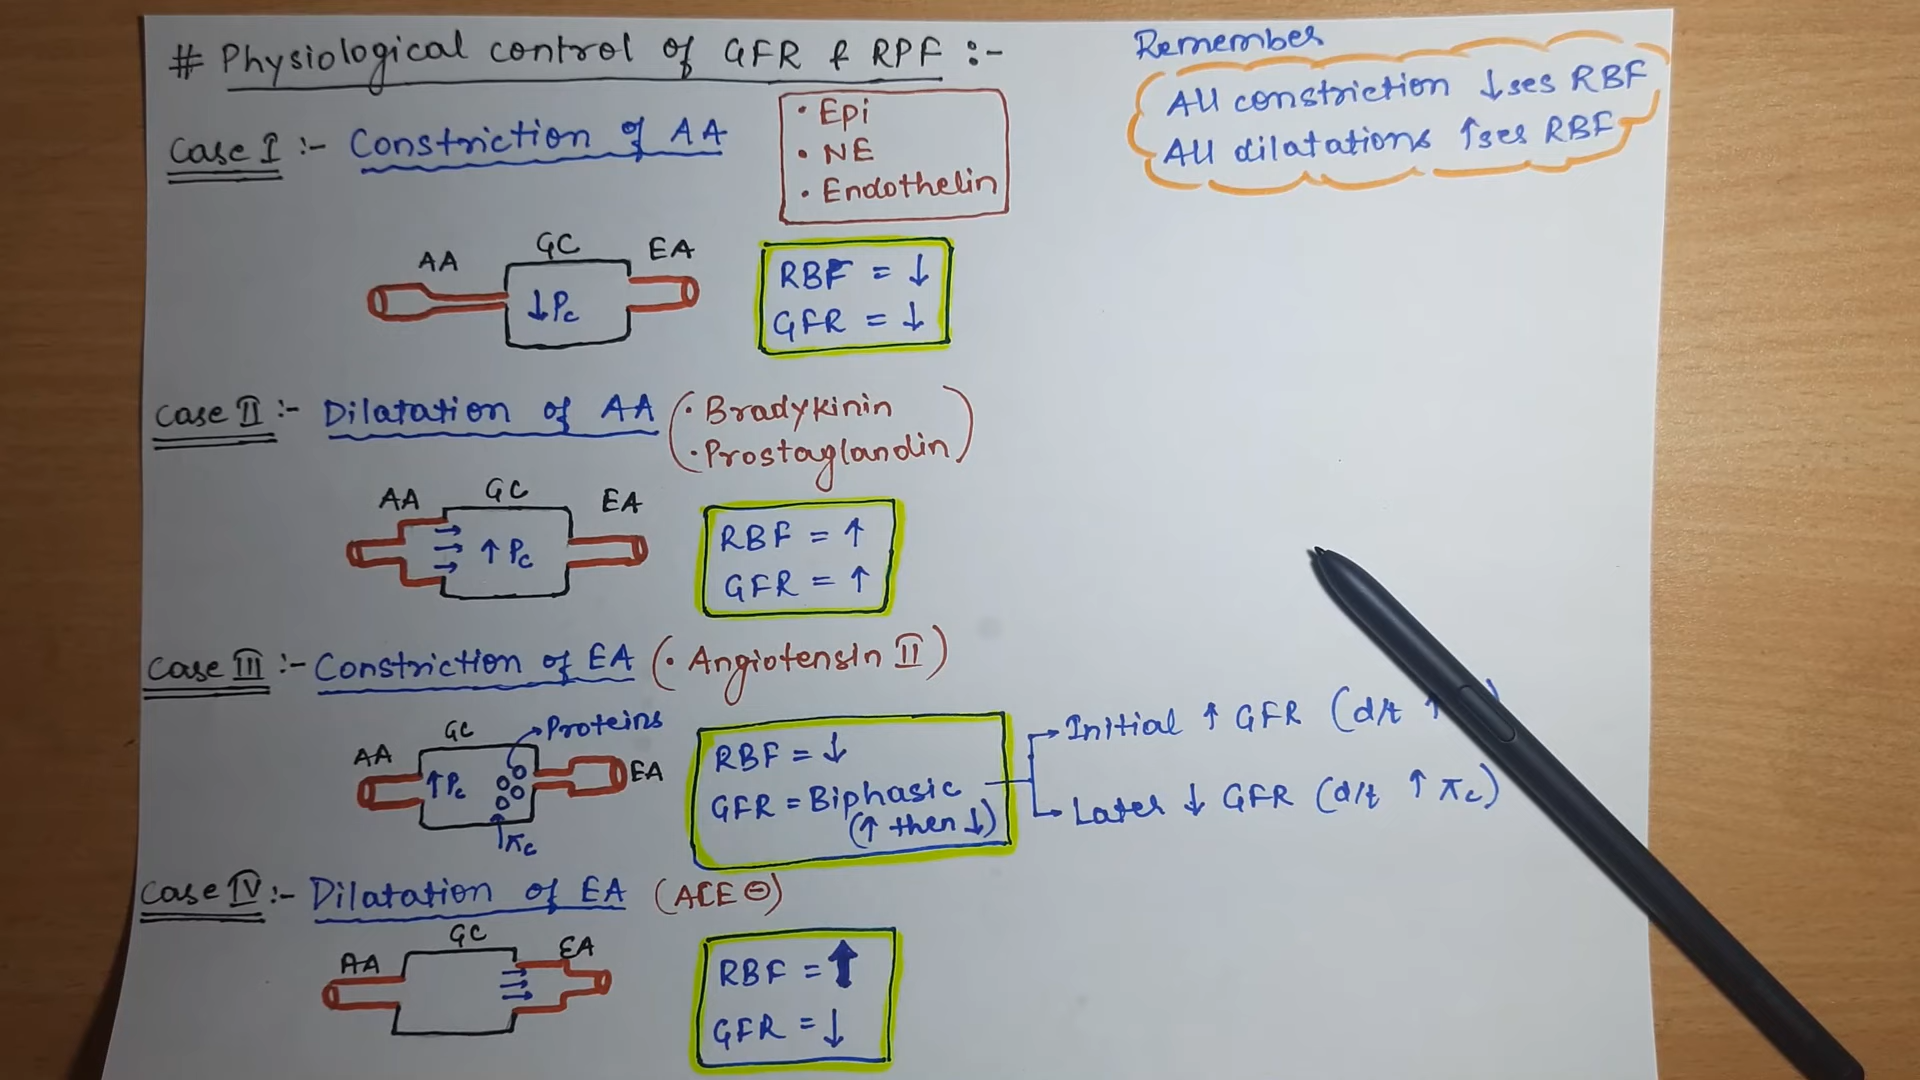 # Physiological control of GFR & RPF :-
Remember
All constriction ↓ses RBF
All dilatations ↑ses RBF
Case I :- Constriction of AA
• Epi
• NE
• Endothelin
AA GC EA
↓Pc
RBF = ↓
GFR = ↓
Case II :- Dilatation of AA
• Bradykinin
• Prostaglandin
AA GC EA
↑ Pc
RBF = ↑
GFR = ↑
Case III :- Constriction of EA (• Angiotensin II)
GC Proteins
AA EA
↑Pc
↑πc
RBF = ↓
GFR = Biphasic
(↑ then ↓)
Initial ↑ GFR (d/t ↑ )
Later ↓ GFR (d/t ↑ πc)
Case IV :- Dilatation of EA (ACE ⊖)
AA GC EA
RBF = ↑
GFR = ↓